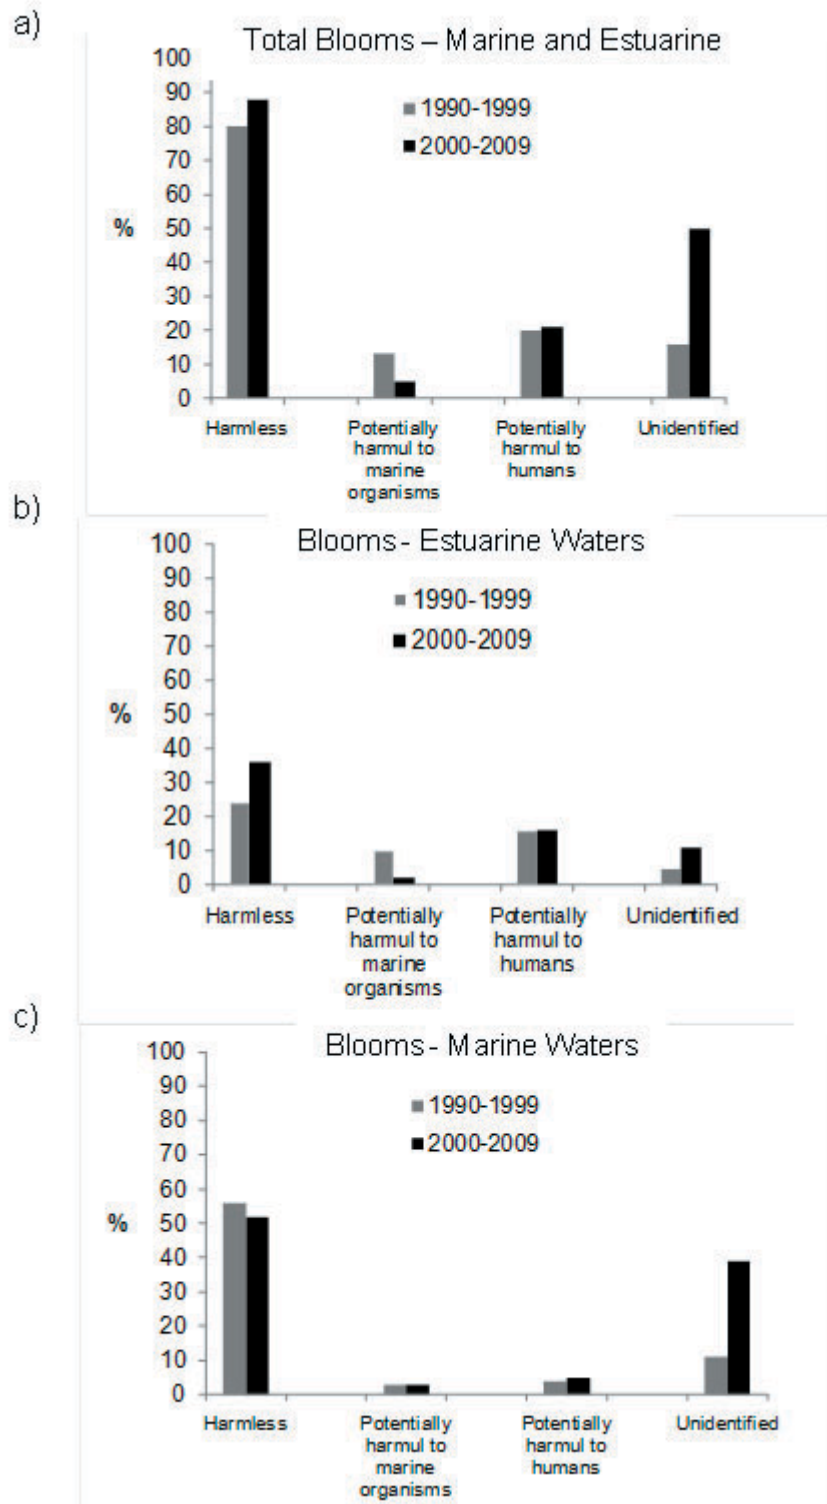 a)
Total Blooms – Marine and Estuarine
100
90
80
70
60
50
40
30
20
10
0
%
1990-1999
2000-2009
Harmless
Potentially
harmul to
marine
organisms
Potentially
harmul to
humans
Unidentified
b)
Blooms - Estuarine Waters
100
90
80
70
60
50
40
30
20
10
0
%
1990-1999
2000-2009
Harmless
Potentially
harmul to
marine
organisms
Potentially
harmul to
humans
Unidentified
c)
Blooms - Marine Waters
100
90
80
70
60
50
40
30
20
10
0
%
1990-1999
2000-2009
Harmless
Potentially
harmul to
marine
organisms
Potentially
harmul to
humans
Unidentified